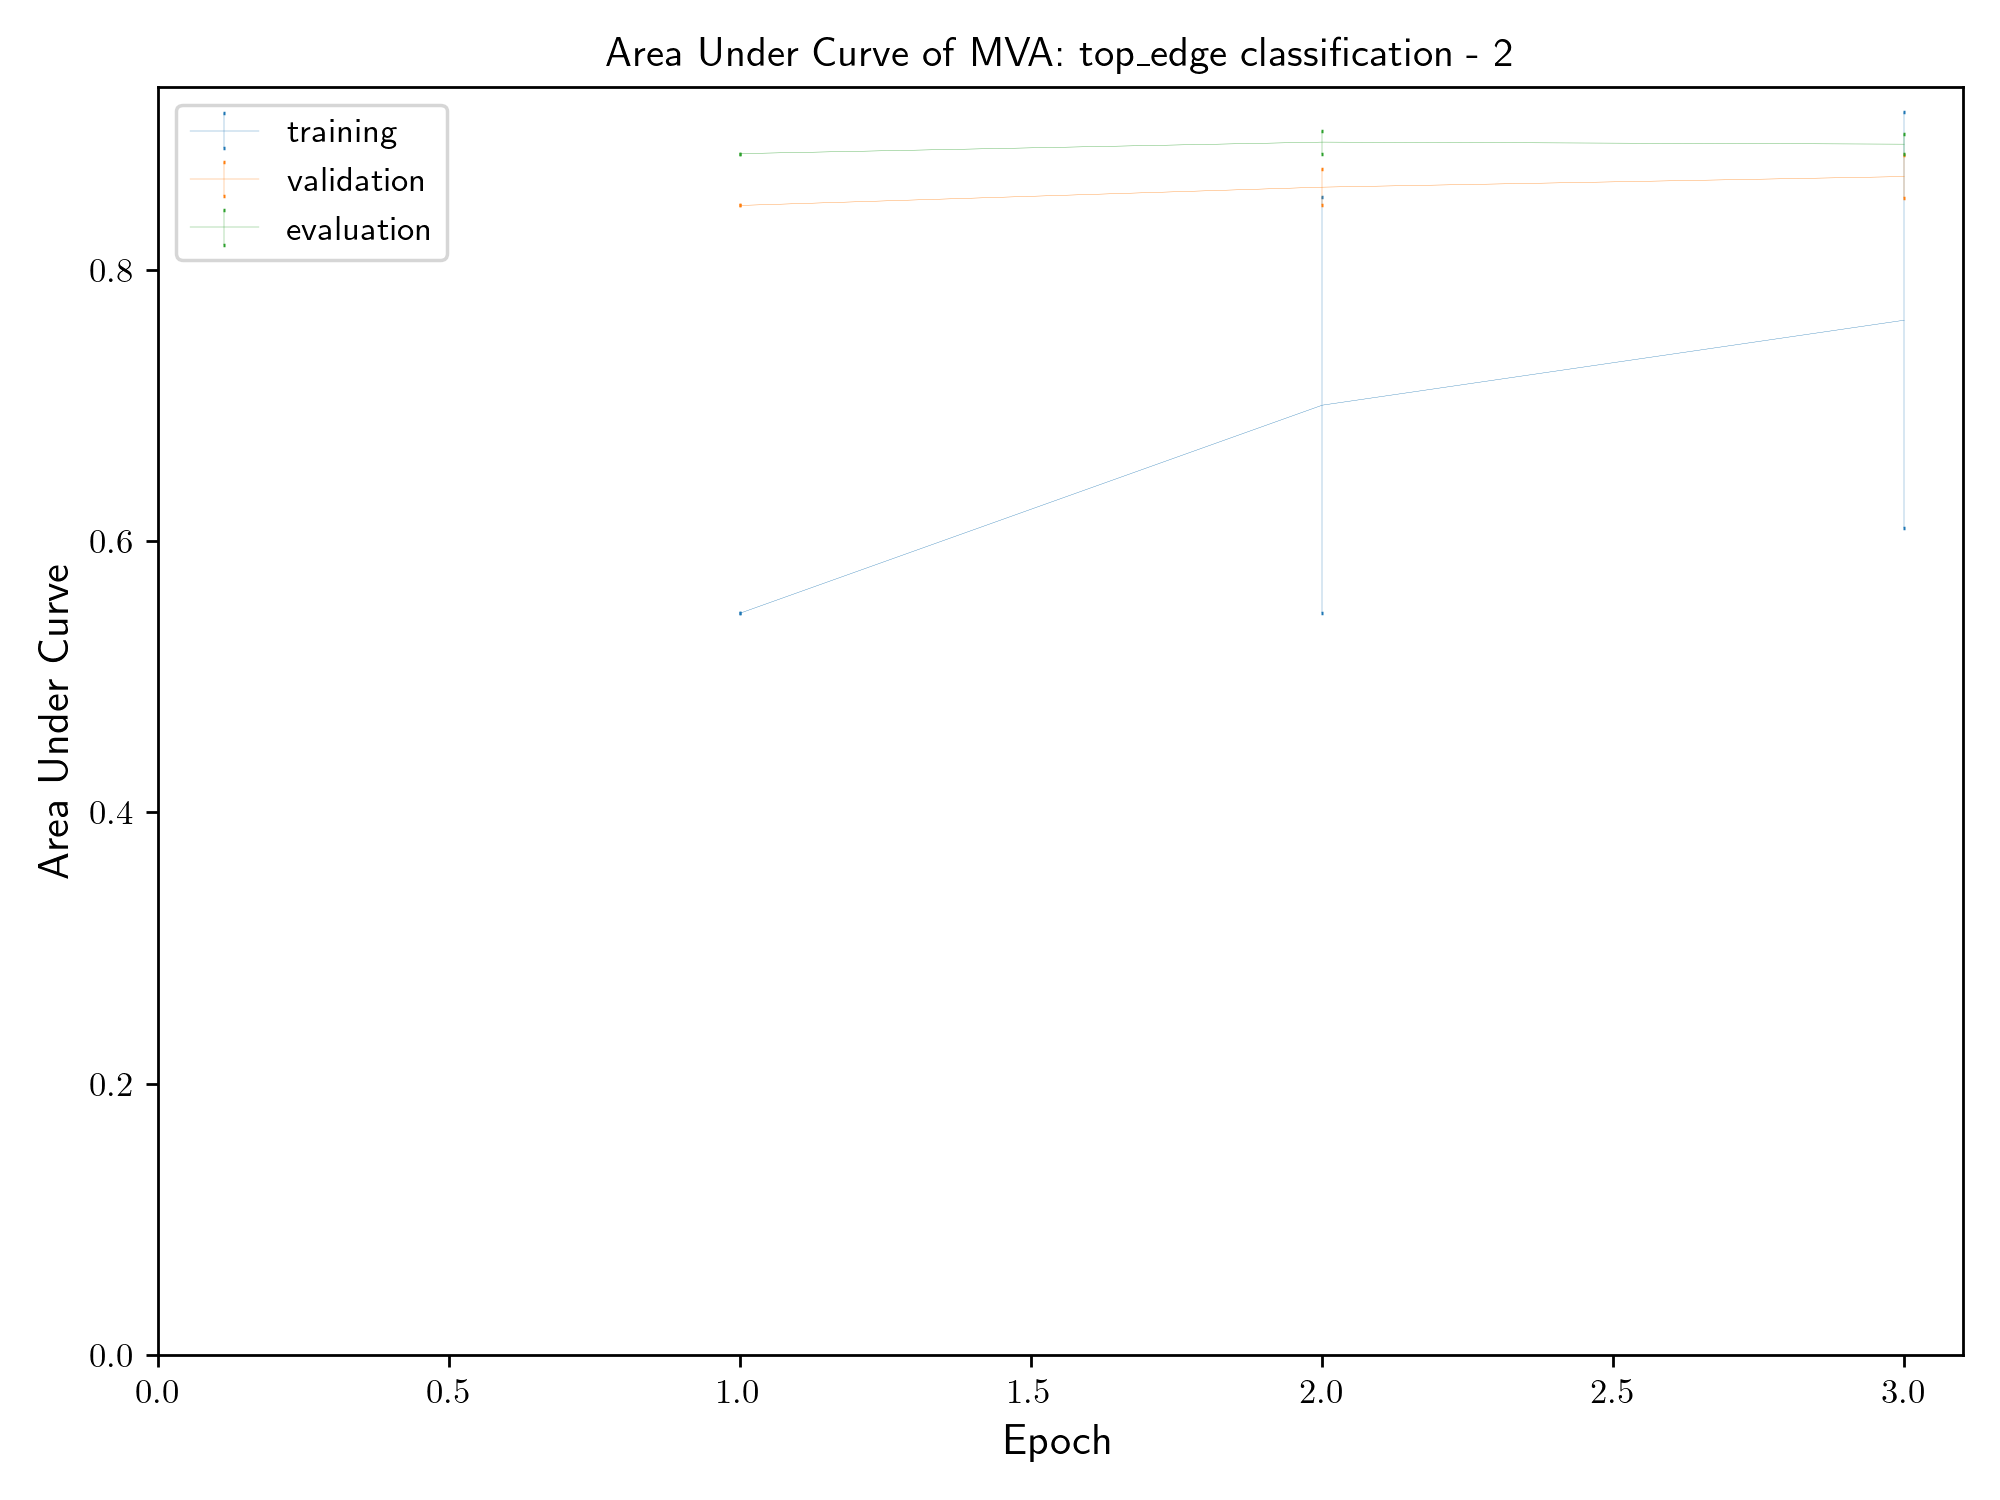 Area Under Curve of MVA: top_edge classification - 2
training
validation
evaluation
Area Under Curve
0.8
0.6
0.4
0.2
0.0
0.0 0.5 1.0 1.5 2.0 2.5 3.0
Epoch